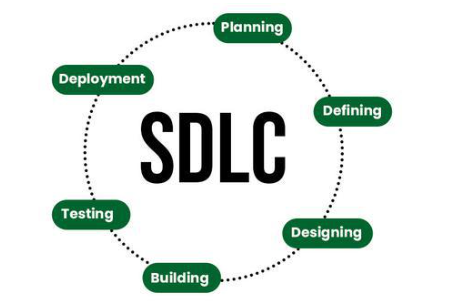 Planning
Deployment
Defining
SDLC
Testing
Designing
Building